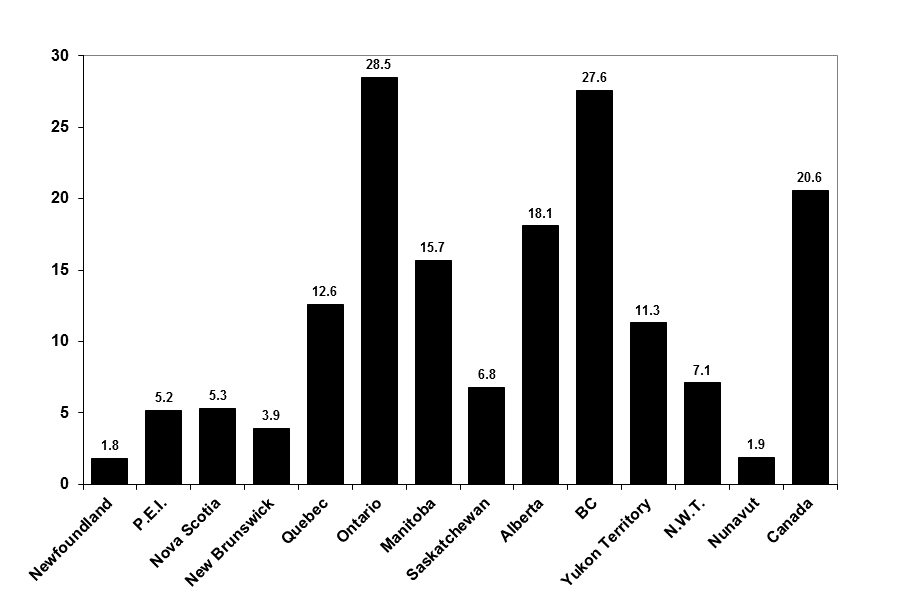 30
25
20
15
10
5
0
1.8
5.2
5.3
3.9
12.6
28.5
15.7
6.8
18.1
27.6
11.3
7.1
1.9
20.6
Newfoundland
P.E.I.
Nova Scotia
New Brunswick
Quebec
Ontario
Manitoba
Saskatchewan
Alberta
BC
Yukon Territory
N.W.T.
Nunavut
Canada